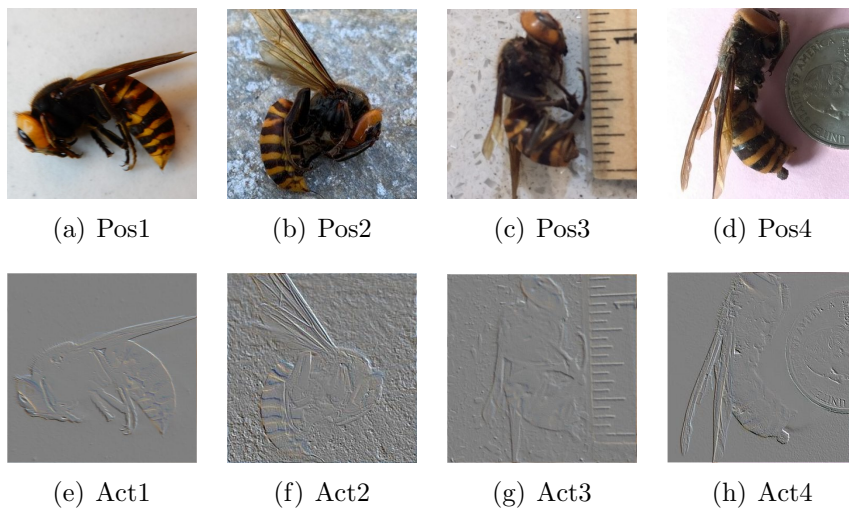 (a) Pos1
(b) Pos2
(c) Pos3
(d) Pos4
(e) Act1
(f) Act2
(g) Act3
(h) Act4